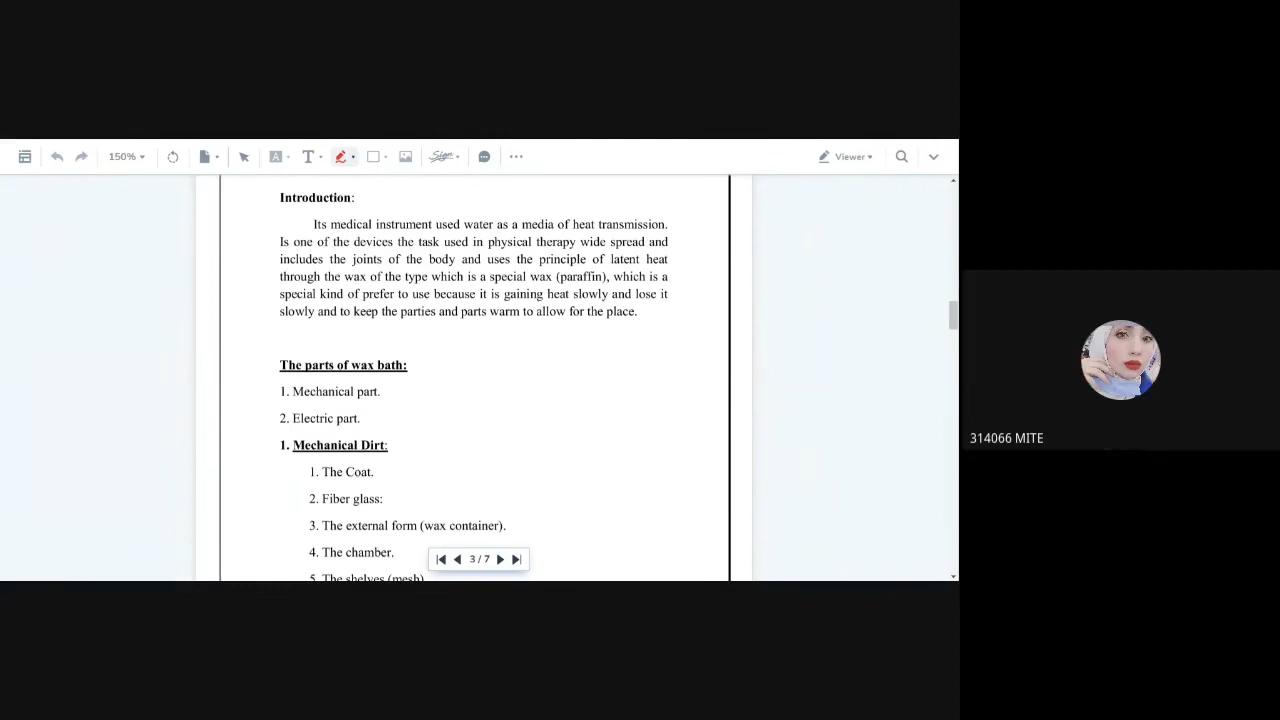 150%
T
Sign
Viewer
Introduction:
Its medical instrument used water as a media of heat transmission.
Is one of the devices the task used in physical therapy wide spread and
includes the joints of the body and uses the principle of latent heat
through the wax of the type which is a special wax (paraffin), which is a
special kind of prefer to use because it is gaining heat slowly and lose it
slowly and to keep the parties and parts warm to allow for the place.
The parts of wax bath:
1. Mechanical part.
2. Electric part.
1. Mechanical Dirt:
1. The Coat.
2. Fiber glass:
3. The external form (wax container).
4. The chamber.
5. The shelves (mesh)
3 / 7
314066 MITE